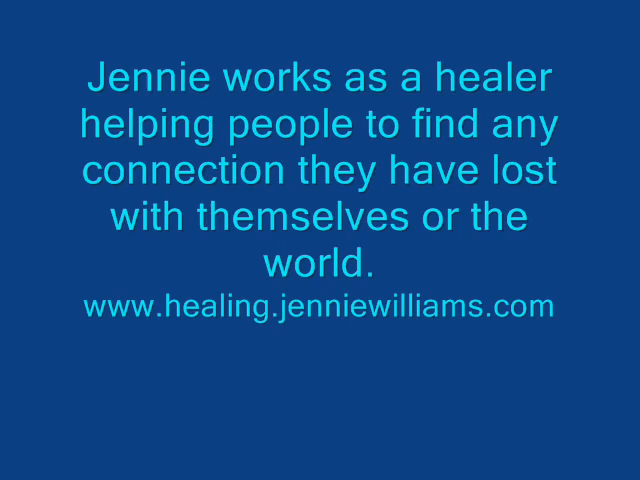 Jennie works as a healer
helping people to find any
connection they have lost
with themselves or the
world.
www.healing.jenniewilliams.com